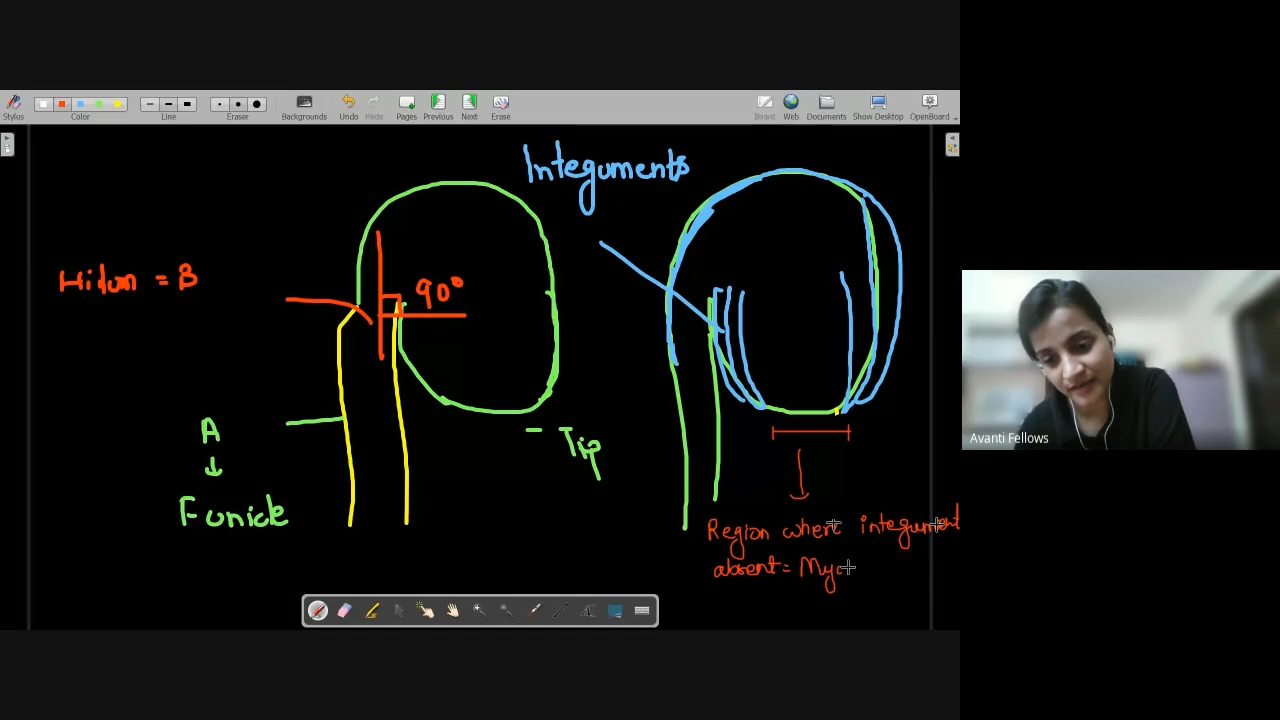 Stylus
Color
Line
Eraser
Backgrounds
Undo
Redo
Pages
Previous
Next
Erase
Board
Web
Documents
Show Desktop
OpenBoard
Integuments
Hilum = B
90°
A
Funicle
- Tip
Region where integument
absent = Myc
Avanti Fellows